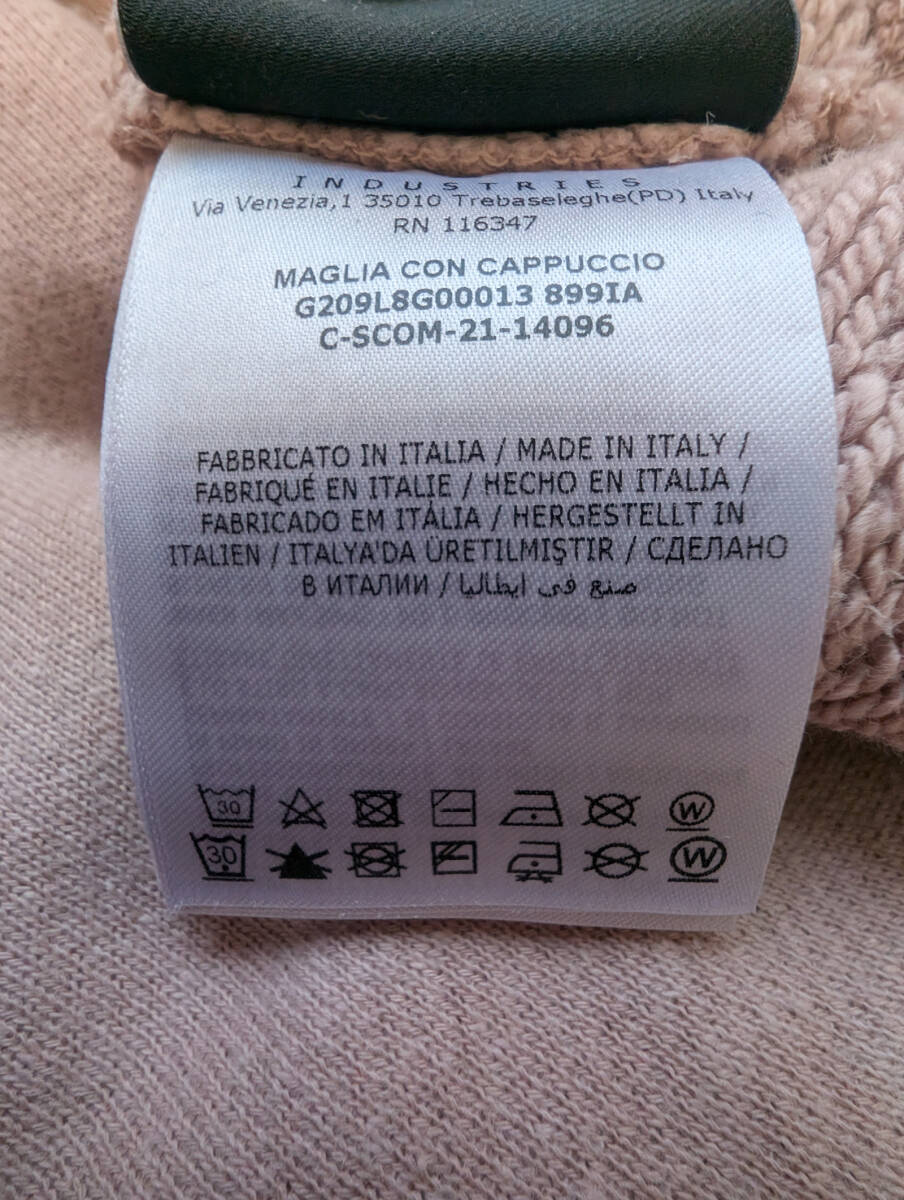 INDUSTRIES
Via Venezia,1 35010 Trebaseleghe(PD) Italy
RN 116347
MAGLIA CON CAPPUCCIO
G209L8G00013 899IA
C-SCOM-21-14096
FABBRICATO IN ITALIA / MADE IN ITALY /
FABRIQUÉ EN ITALIE / HECHO EN ITALIA /
FABRICADO EM ITÁLIA / HERGESTELLT IN
ITALIEN / ITALYA'DA ÜRETILMIŞTIR / СДЕЛАНО
В ИТАЛИИ / صنع في ايطاليا
30 W
30 W